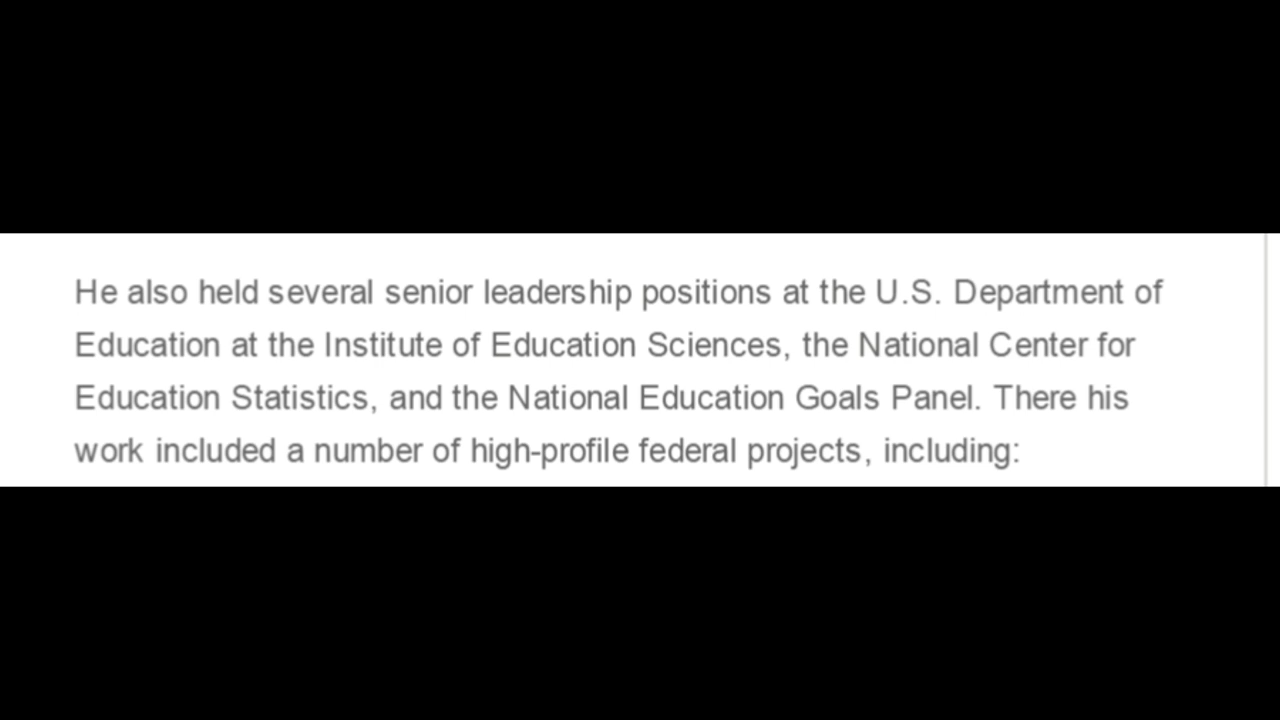 He also held several senior leadership positions at the U.S. Department of
Education at the Institute of Education Sciences, the National Center for
Education Statistics, and the National Education Goals Panel. There his
work included a number of high-profile federal projects, including: